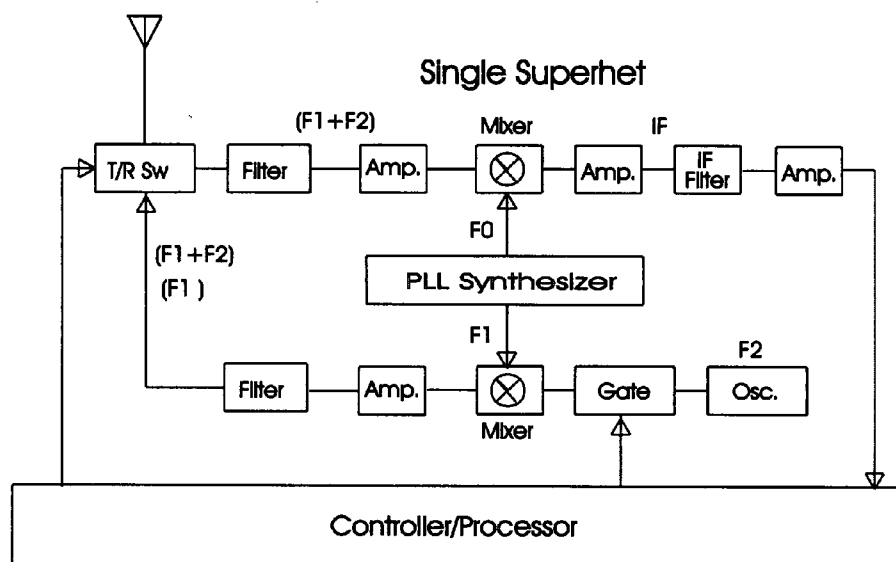 Single Superhet
(F1+F2)
Mixer
IF
T/R Sw
Filter
Amp.
Amp.
IF
Filter
Amp.
F0
(F1+F2)
(F1 )
PLL Synthesizer
F1
F2
Filter
Amp.
Gate
Osc.
Mixer
Controller/Processor